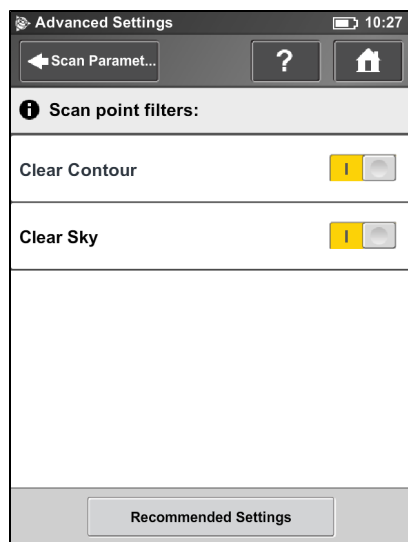 Advanced Settings 10:27
Scan Paramet... ?
Scan point filters:
Clear Contour I
Clear Sky I
Recommended Settings